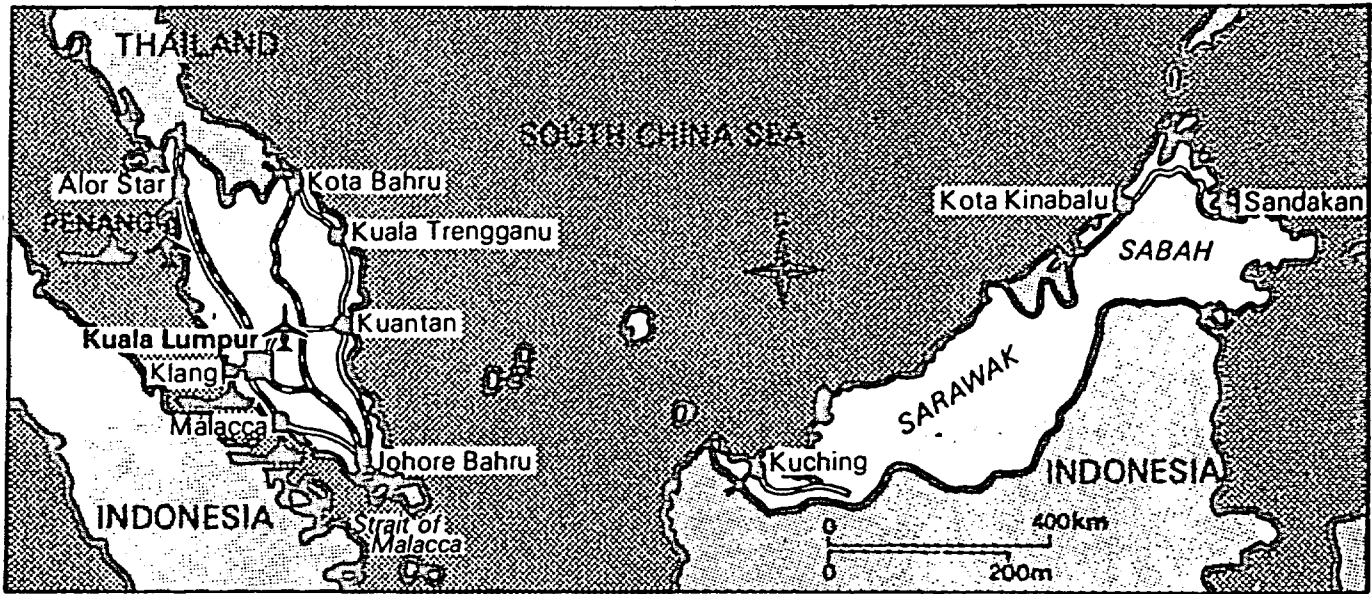 THAILAND
SOUTH CHINA SEA
Alor Star
Kota Bahru
Kota Kinabalu
Sandakan
PENANG
Kuala Trengganu
SABAH
Kuala Lumpur
Kuantan
Klang
SARAWAK
Malacca
Johore Bahru
Kuching
INDONESIA
INDONESIA
Strait of
Malacca
0 400km
0 200m